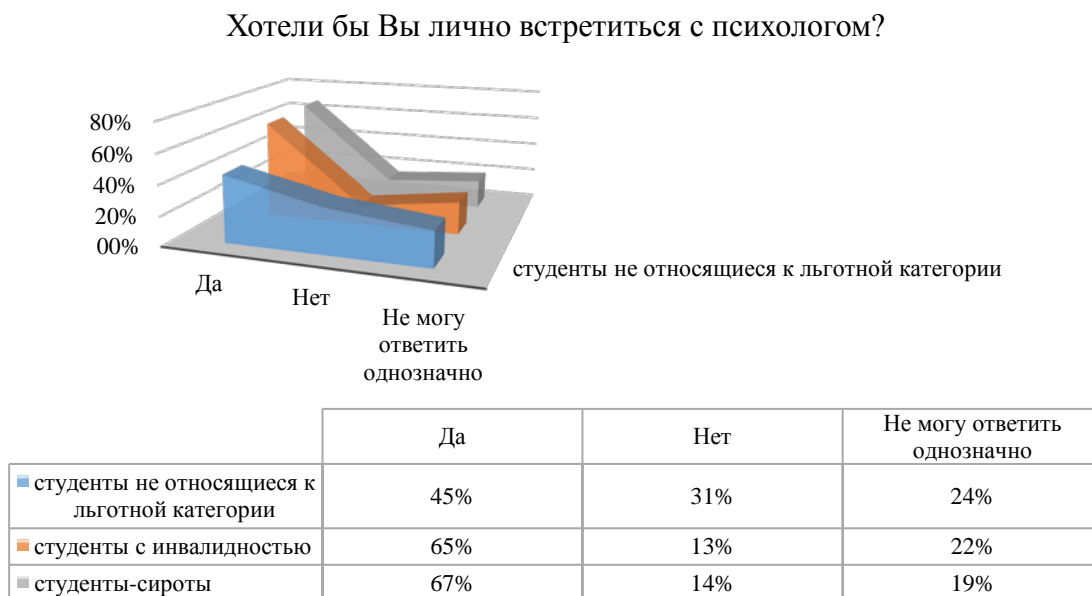 Хотели бы Вы лично встретиться с психологом?
80%
60%
40%
20%
00%
Да
Нет
Не могу
ответить
однозначно
студенты не относящиеся к льготной категории
Да Нет Не могу ответить
однозначно
студенты не относящиеся к
льготной категории
45% 31% 24%
студенты с инвалидностью 65% 13% 22%
студенты-сироты 67% 14% 19%